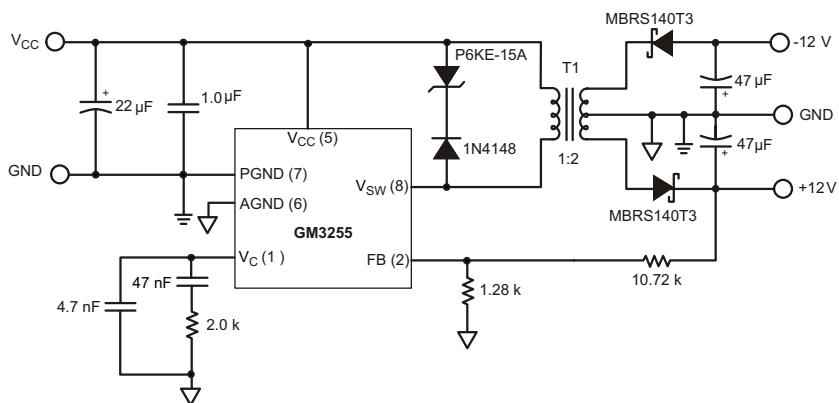 MBRS140T3
VCC
-12 V
P6KE-15A
T1
+
22 µF
1.0 µF
47 µF
+
VCC (5)
1N4148
GND
GND
1:2
47µF
+
PGND (7)
VSW (8)
+12V
AGND (6)
MBRS140T3
GM3255
VC (1 )
FB (2)
47 nF
10.72 k
1.28 k
4.7 nF
2.0 k